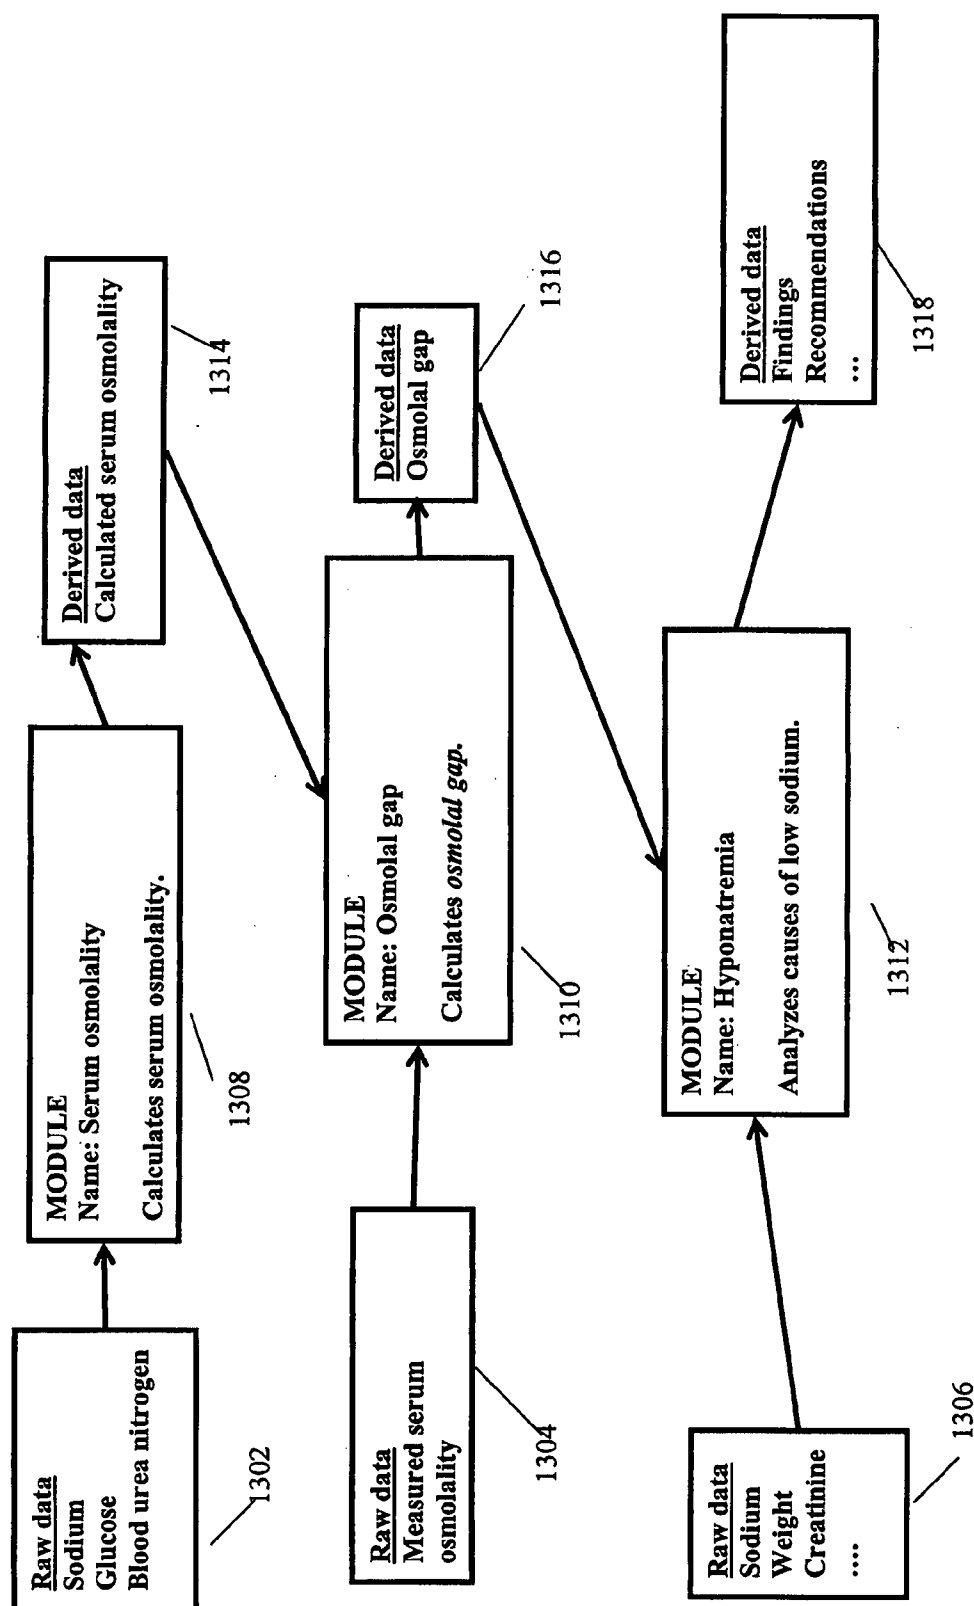 Raw data
Sodium
Glucose
Blood urea nitrogen
1302
MODULE
Name: Serum osmolality
Calculates serum osmolality.
1308
Derived data
Calculated serum osmolality
1314
Raw data
Measured serum
osmolality
1304
MODULE
Name: Osmolal gap
Calculates osmolal gap.
1310
Derived data
Osmolal gap
1316
Raw data
Sodium
Weight
Creatinine
....
1306
MODULE
Name: Hyponatremia
Analyzes causes of low sodium.
1312
Derived data
Findings
Recommendations
...
1318